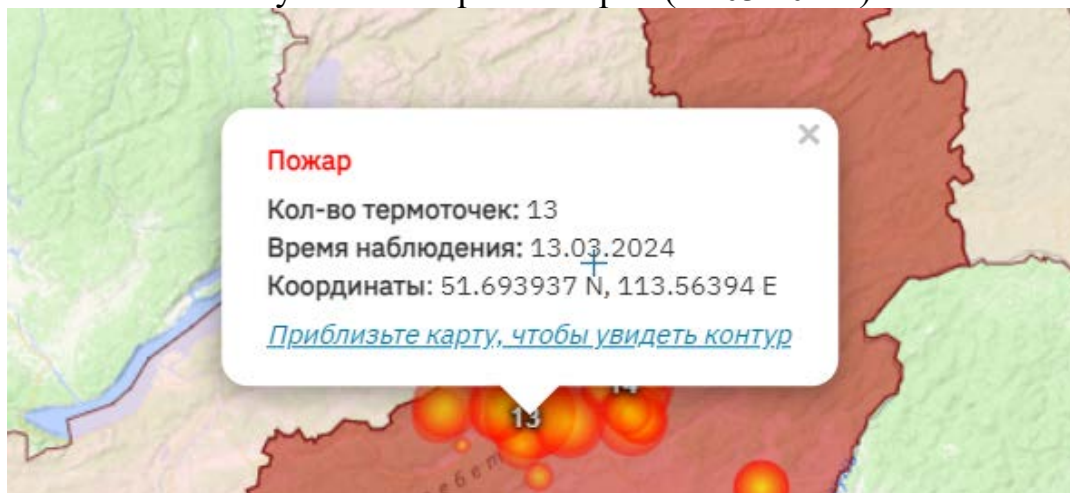 ×
Пожар
Кол-во термоточек: 13
Время наблюдения: 13.03.2024
Координаты: 51.693937 N, 113.56394 E
Приблизьте карту, чтобы увидеть контур
14
13